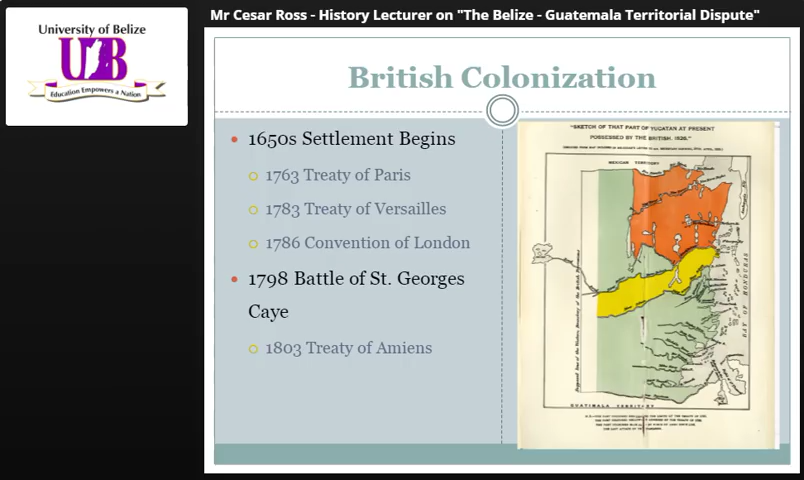 Mr Cesar Ross - History Lecturer on "The Belize - Guatemala Territorial Dispute"
University of Belize
UB
Education Empowers a Nation
British Colonization
1650s Settlement Begins
1763 Treaty of Paris
1783 Treaty of Versailles
1786 Convention of London
1798 Battle of St. Georges
Caye
1803 Treaty of Amiens
"SKETCH OF THAT PART OF YUCATAN AT PRESENT
POSSESSED BY THE BRITISH,
MEXICAN TERRITORY
BAY OF HONDURAS
GUATIMALA TERRITORY